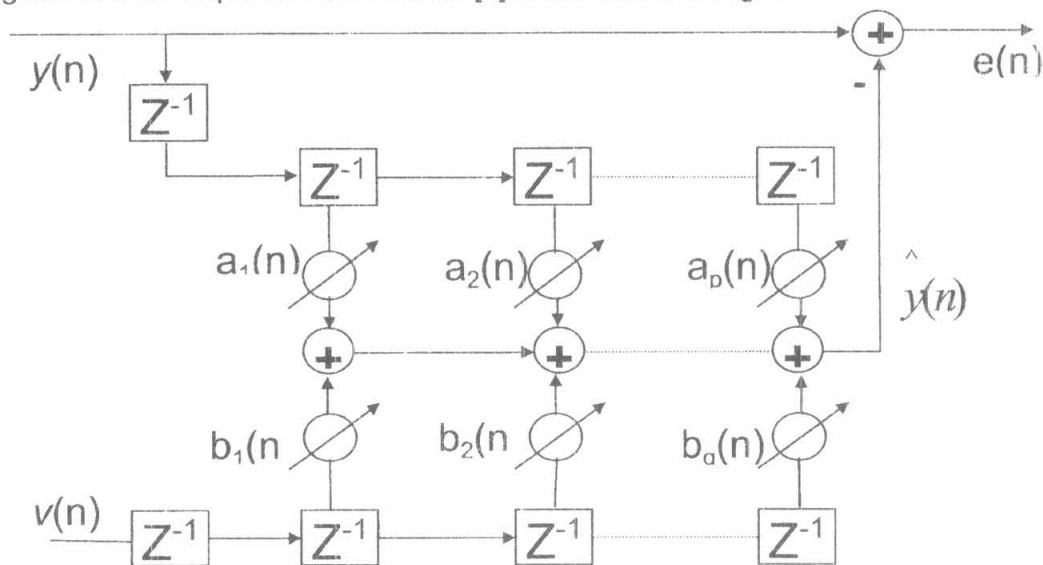 y(n)
+
e(n)
-
Z⁻¹
Z⁻¹ Z⁻¹ Z⁻¹
a₁(n) a₂(n) aₚ(n)
ŷ(n)
+ + +
b₁(n b₂(n b_q(n)
v(n)
Z⁻¹ Z⁻¹ Z⁻¹ Z⁻¹